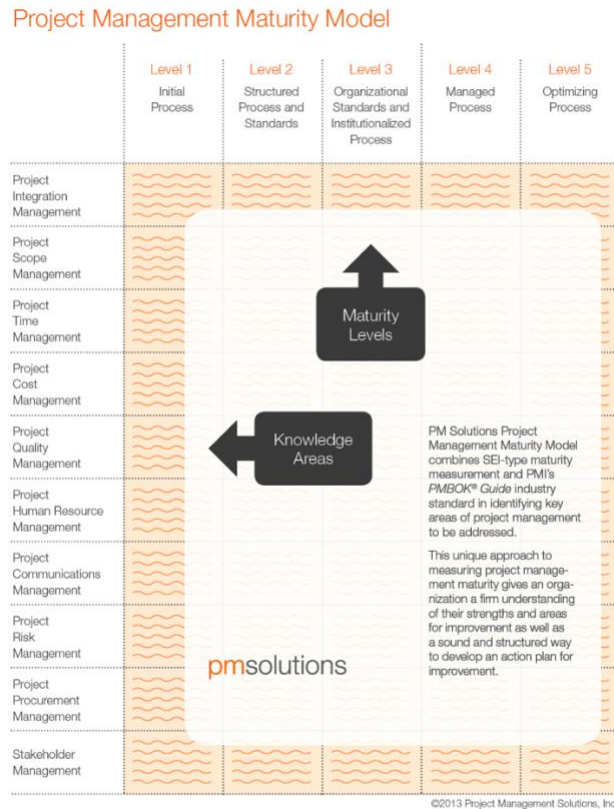 Project Management Maturity Model
Level 1
Initial
Process
Level 2
Structured
Process and
Standards
Level 3
Organizational
Standards and
Institutionalized
Process
Level 4
Managed
Process
Level 5
Optimizing
Process
Project
Integration
Management
Project
Scope
Management
Project
Time
Management
Project
Cost
Management
Project
Quality
Management
Project
Human Resource
Management
Project
Communications
Management
Project
Risk
Management
Project
Procurement
Management
Stakeholder
Management
Maturity
Levels
Knowledge
Areas
PM Solutions Project
Management Maturity Model
combines SEI-type maturity
measurement and PMI's
PMBOK® Guide industry
standard in identifying key
areas of project management
to be addressed.
This unique approach to
measuring project manage-
ment maturity gives an orga-
nization a firm understanding
of their strengths and areas
for improvement as well as
a sound and structured way
to develop an action plan for
improvement.
pmsolutions
©2013 Project Management Solutions, Inc